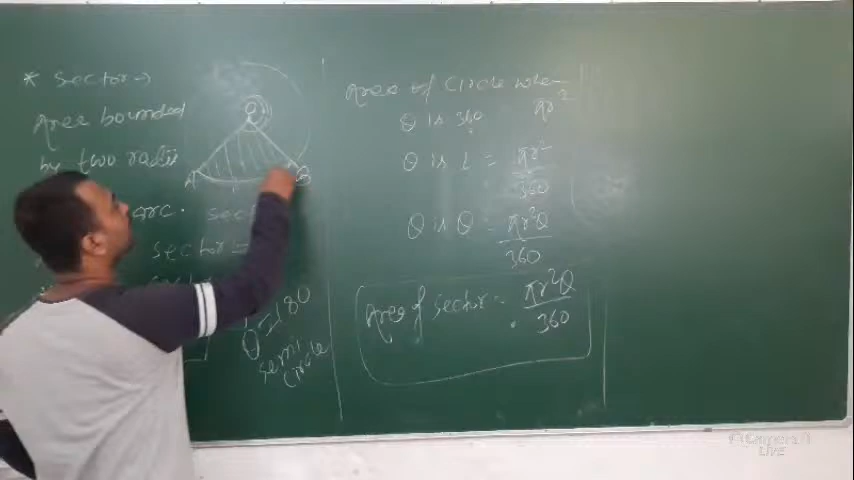 * Sector →
Area bounded
by two radii
arc. sec
sector =
O
A
B
θ = 180
semi
circle
Area of circle when
θ is 360 πr²
θ is 1 = πr²
360
θ is θ = πr²θ
360
Area of sector = πr²θ
360
LIVE